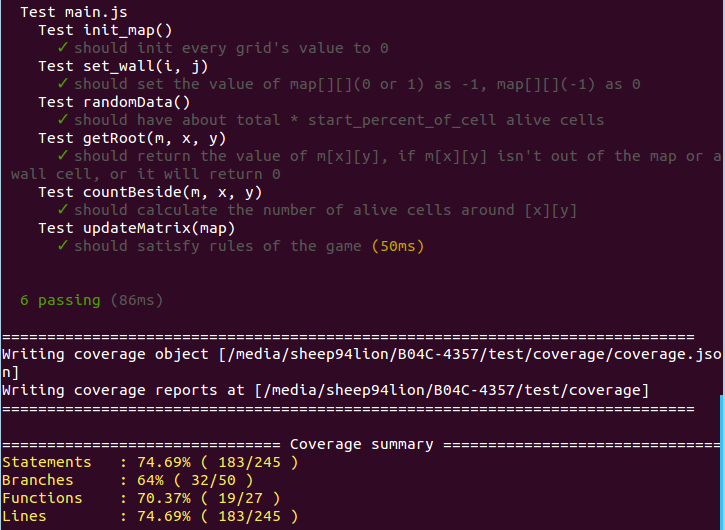 Test main.js
Test init_map()
✓ should init every grid's value to 0
Test set_wall(i, j)
✓ should set the value of map[][](0 or 1) as -1, map[][](-1) as 0
Test randomData()
✓ should have about total * start_percent_of_cell alive cells
Test getRoot(m, x, y)
✓ should return the value of m[x][y], if m[x][y] isn't out of the map or a
wall cell, or it will return 0
Test countBeside(m, x, y)
✓ should calculate the number of alive cells around [x][y]
Test updateMatrix(map)
✓ should satisfy rules of the game (50ms)
6 passing (86ms)
=============================================================================
Writing coverage object [/media/sheep94lion/B04C-4357/test/coverage/coverage.jso
n]
Writing coverage reports at [/media/sheep94lion/B04C-4357/test/coverage]
=============================================================================
=============================== Coverage summary ===============================
Statements   : 74.69% ( 183/245 )
Branches     : 64% ( 32/50 )
Functions    : 70.37% ( 19/27 )
Lines        : 74.69% ( 183/245 )